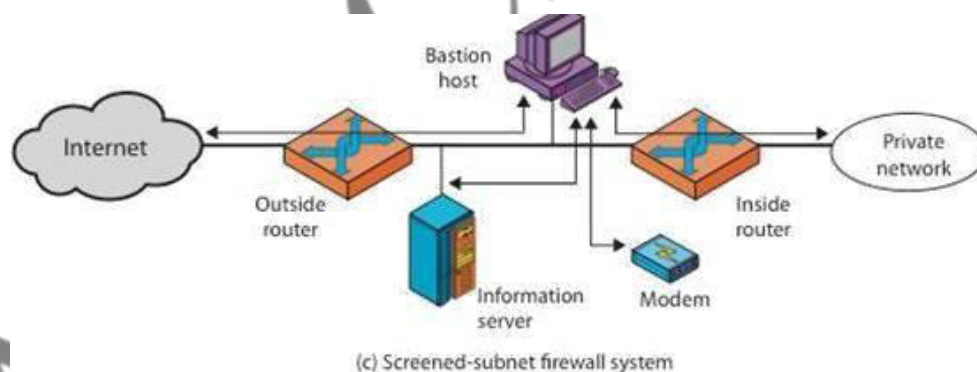 Bastion
host
Internet
Private
network
Outside
router
Inside
router
Information
server
Modem
(c) Screened-subnet firewall system